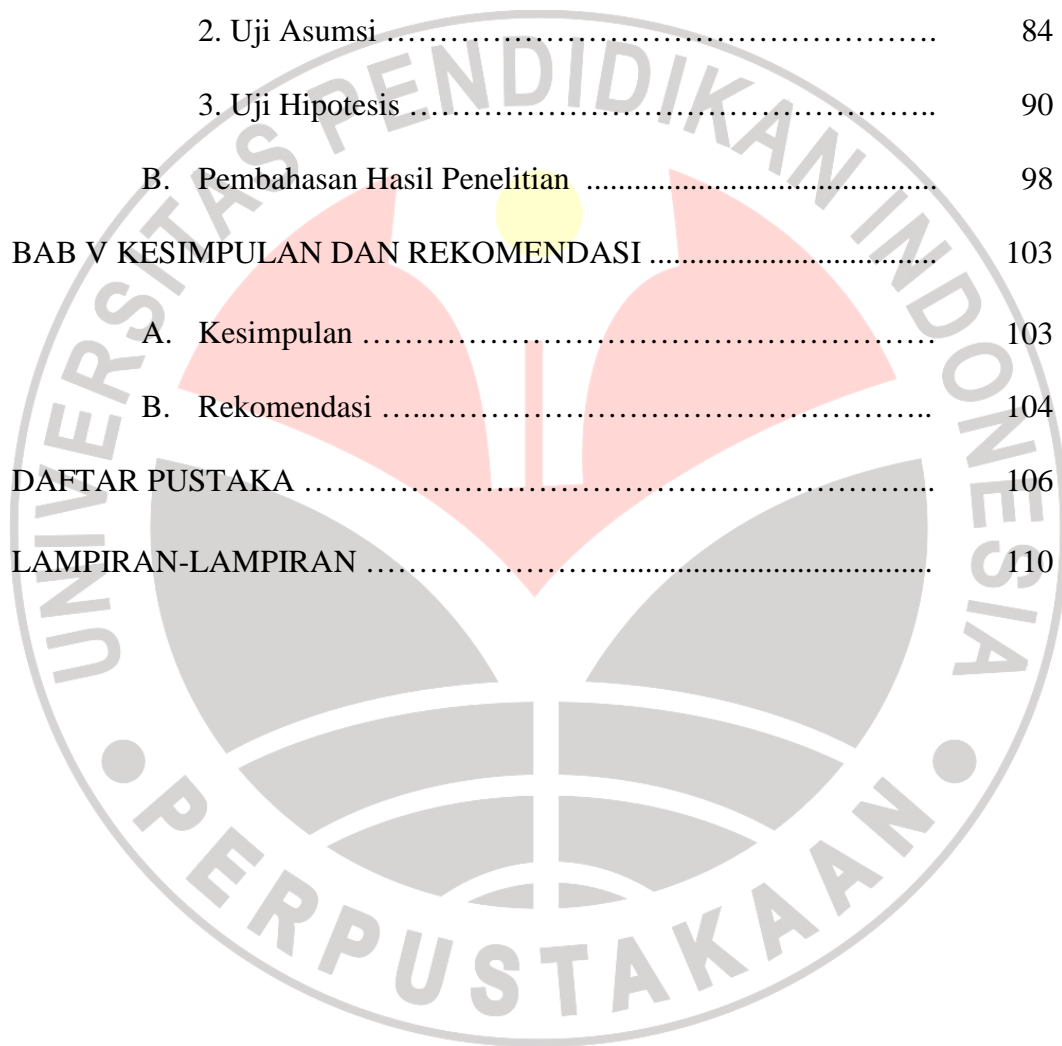 2. Uji Asumsi ……………………………………………. 84
3. Uji Hipotesis ………………………………………….. 90
B. Pembahasan Hasil Penelitian ........................................ 98
BAB V KESIMPULAN DAN REKOMENDASI ................................. 103
A. Kesimpulan ……………………………………………… 103
B. Rekomendasi …...……………………………………….. 104
DAFTAR PUSTAKA …………………………………………………... 106
LAMPIRAN-LAMPIRAN ……………………................................... 110
UNIVERSITAS PENDIDIKAN INDONESIA
PERPUSTAKAAN